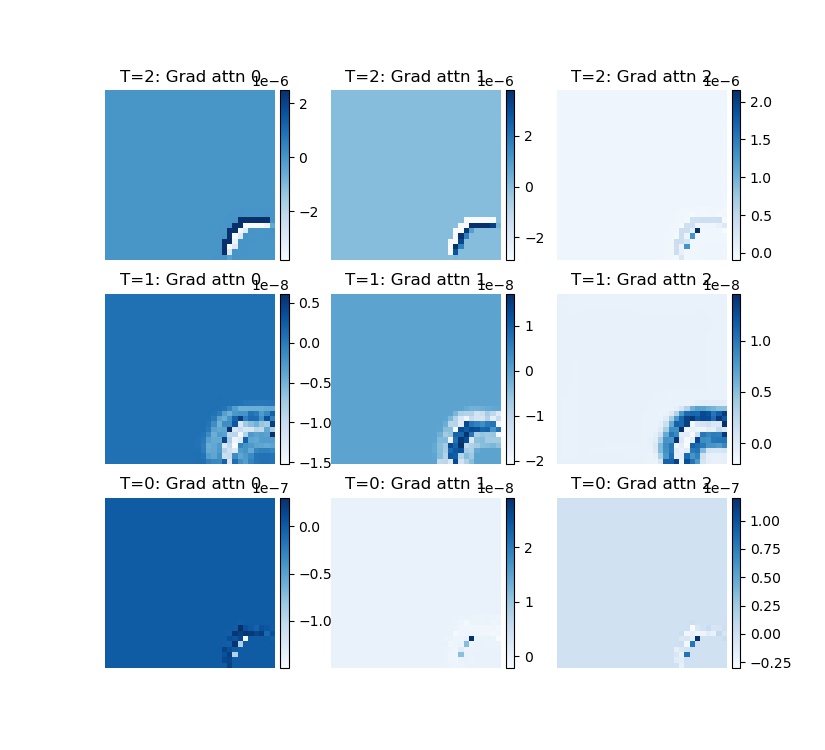 T=2: Grad attn 0
1e−6
2
0
−2
T=2: Grad attn 1
1e−6
2
0
−2
T=2: Grad attn 2
1e−6
2.0
1.5
1.0
0.5
0.0
T=1: Grad attn 0
1e−8
0.5
0.0
−0.5
−1.0
−1.5
T=1: Grad attn 1
1e−8
1
0
−1
−2
T=1: Grad attn 2
1e−8
1.0
0.5
0.0
T=0: Grad attn 0
1e−7
0.0
−0.5
−1.0
T=0: Grad attn 1
1e−8
2
1
0
T=0: Grad attn 2
1e−7
1.00
0.75
0.50
0.25
0.00
−0.25